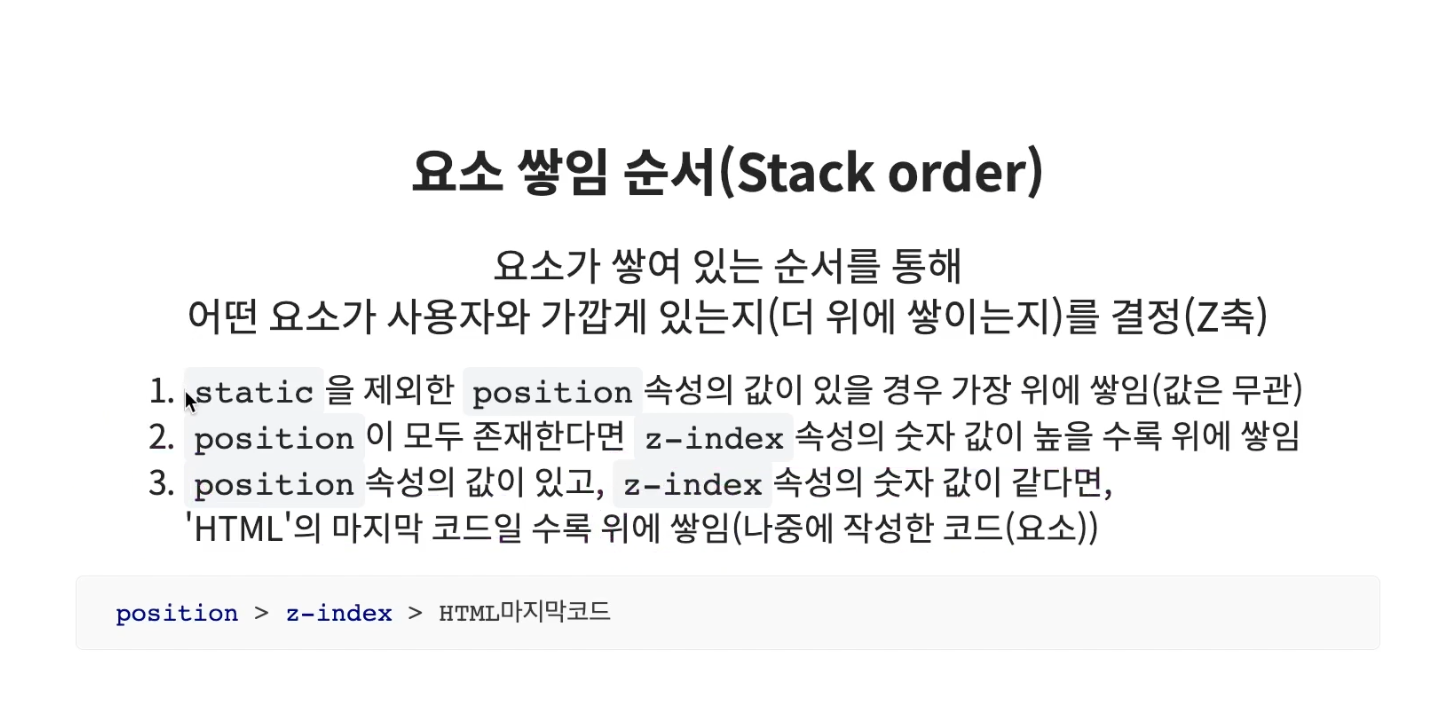 요소 쌓임 순서(Stack order)
요소가 쌓여 있는 순서를 통해
어떤 요소가 사용자와 가깝게 있는지(더 위에 쌓이는지)를 결정(Z축)
1. static 을 제외한 position 속성의 값이 있을 경우 가장 위에 쌓임(값은 무관)
2. position 이 모두 존재한다면 z-index 속성의 숫자 값이 높을 수록 위에 쌓임
3. position 속성의 값이 있고, z-index 속성의 숫자 값이 같다면,
'HTML'의 마지막 코드일 수록 위에 쌓임(나중에 작성한 코드(요소))
position > z-index > HTML마지막코드